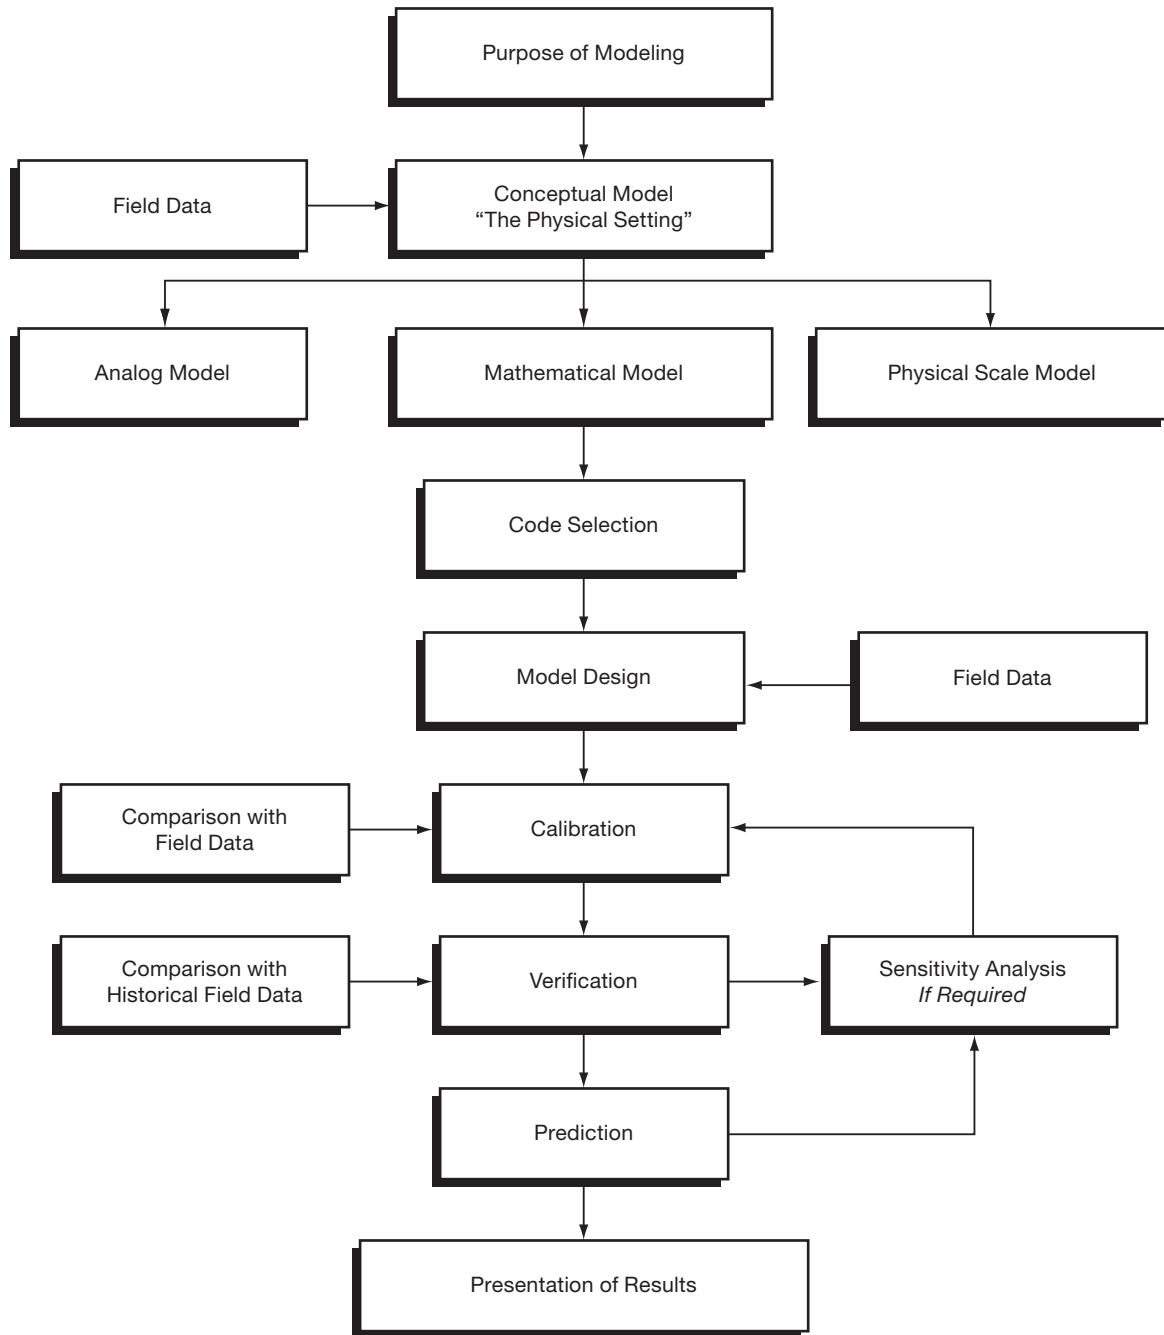 Purpose of Modeling
Field Data
Conceptual Model
“The Physical Setting”
Analog Model
Mathematical Model
Physical Scale Model
Code Selection
Model Design
Field Data
Comparison with
Field Data
Calibration
Comparison with
Historical Field Data
Verification
Sensitivity Analysis
If Required
Prediction
Presentation of Results